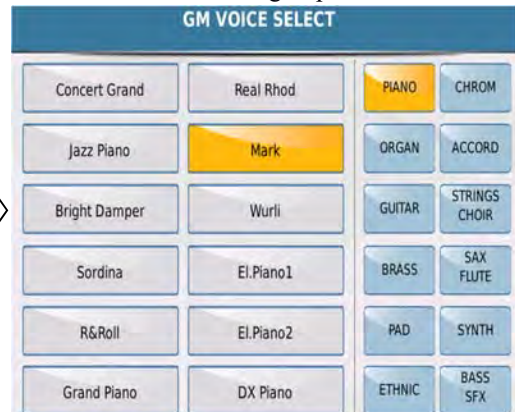 GM VOICE SELECT
Concert Grand
Real Rhod
PIANO
CHROM
Jazz Piano
Mark
ORGAN
ACCORD
Bright Damper
Wurli
GUITAR
STRINGS
CHOIR
Sordina
El.Piano1
BRASS
SAX
FLUTE
R&Roll
El.Piano2
PAD
SYNTH
Grand Piano
DX Piano
ETHNIC
BASS
SFX